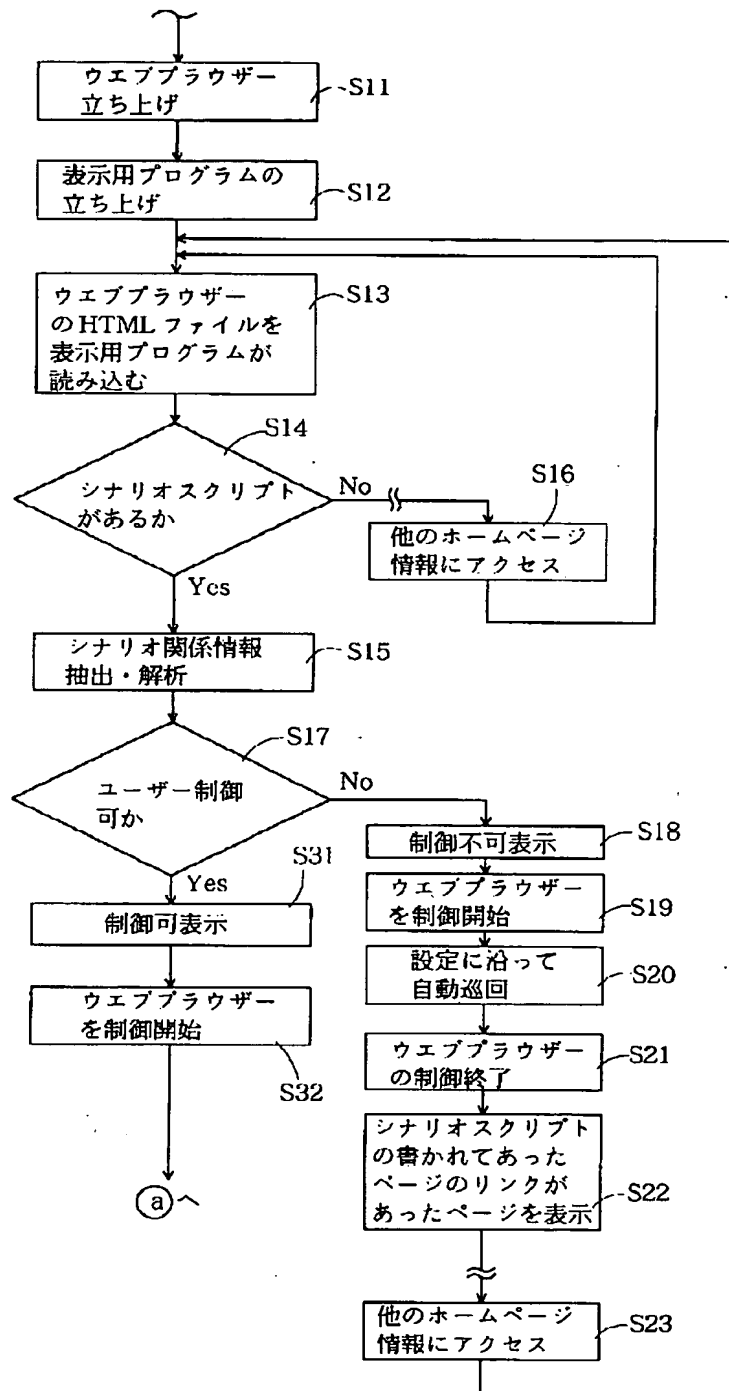 ウエブブラウザー
立ち上げ
S11
表示用プログラムの
立ち上げ
S12
ウエブブラウザー
のHTMLファイルを
表示用プログラムが
読み込む
S13
S14
シナリオスクリプト
があるか
No
Yes
S16
他のホームページ
情報にアクセス
シナリオ関係情報
抽出・解析
S15
S17
ユーザー制御
可か
No
Yes
制御不可表示
S18
S31
制御可表示
ウエブブラウザー
を制御開始
S19
設定に沿って
自動巡回
S20
ウエブブラウザー
を制御開始
S32
ウエブブラウザー
の制御終了
S21
シナリオスクリプト
の書かれてあった
ページのリンクが
あったページを表示
S22
aへ
他のホームページ
情報にアクセス
S23